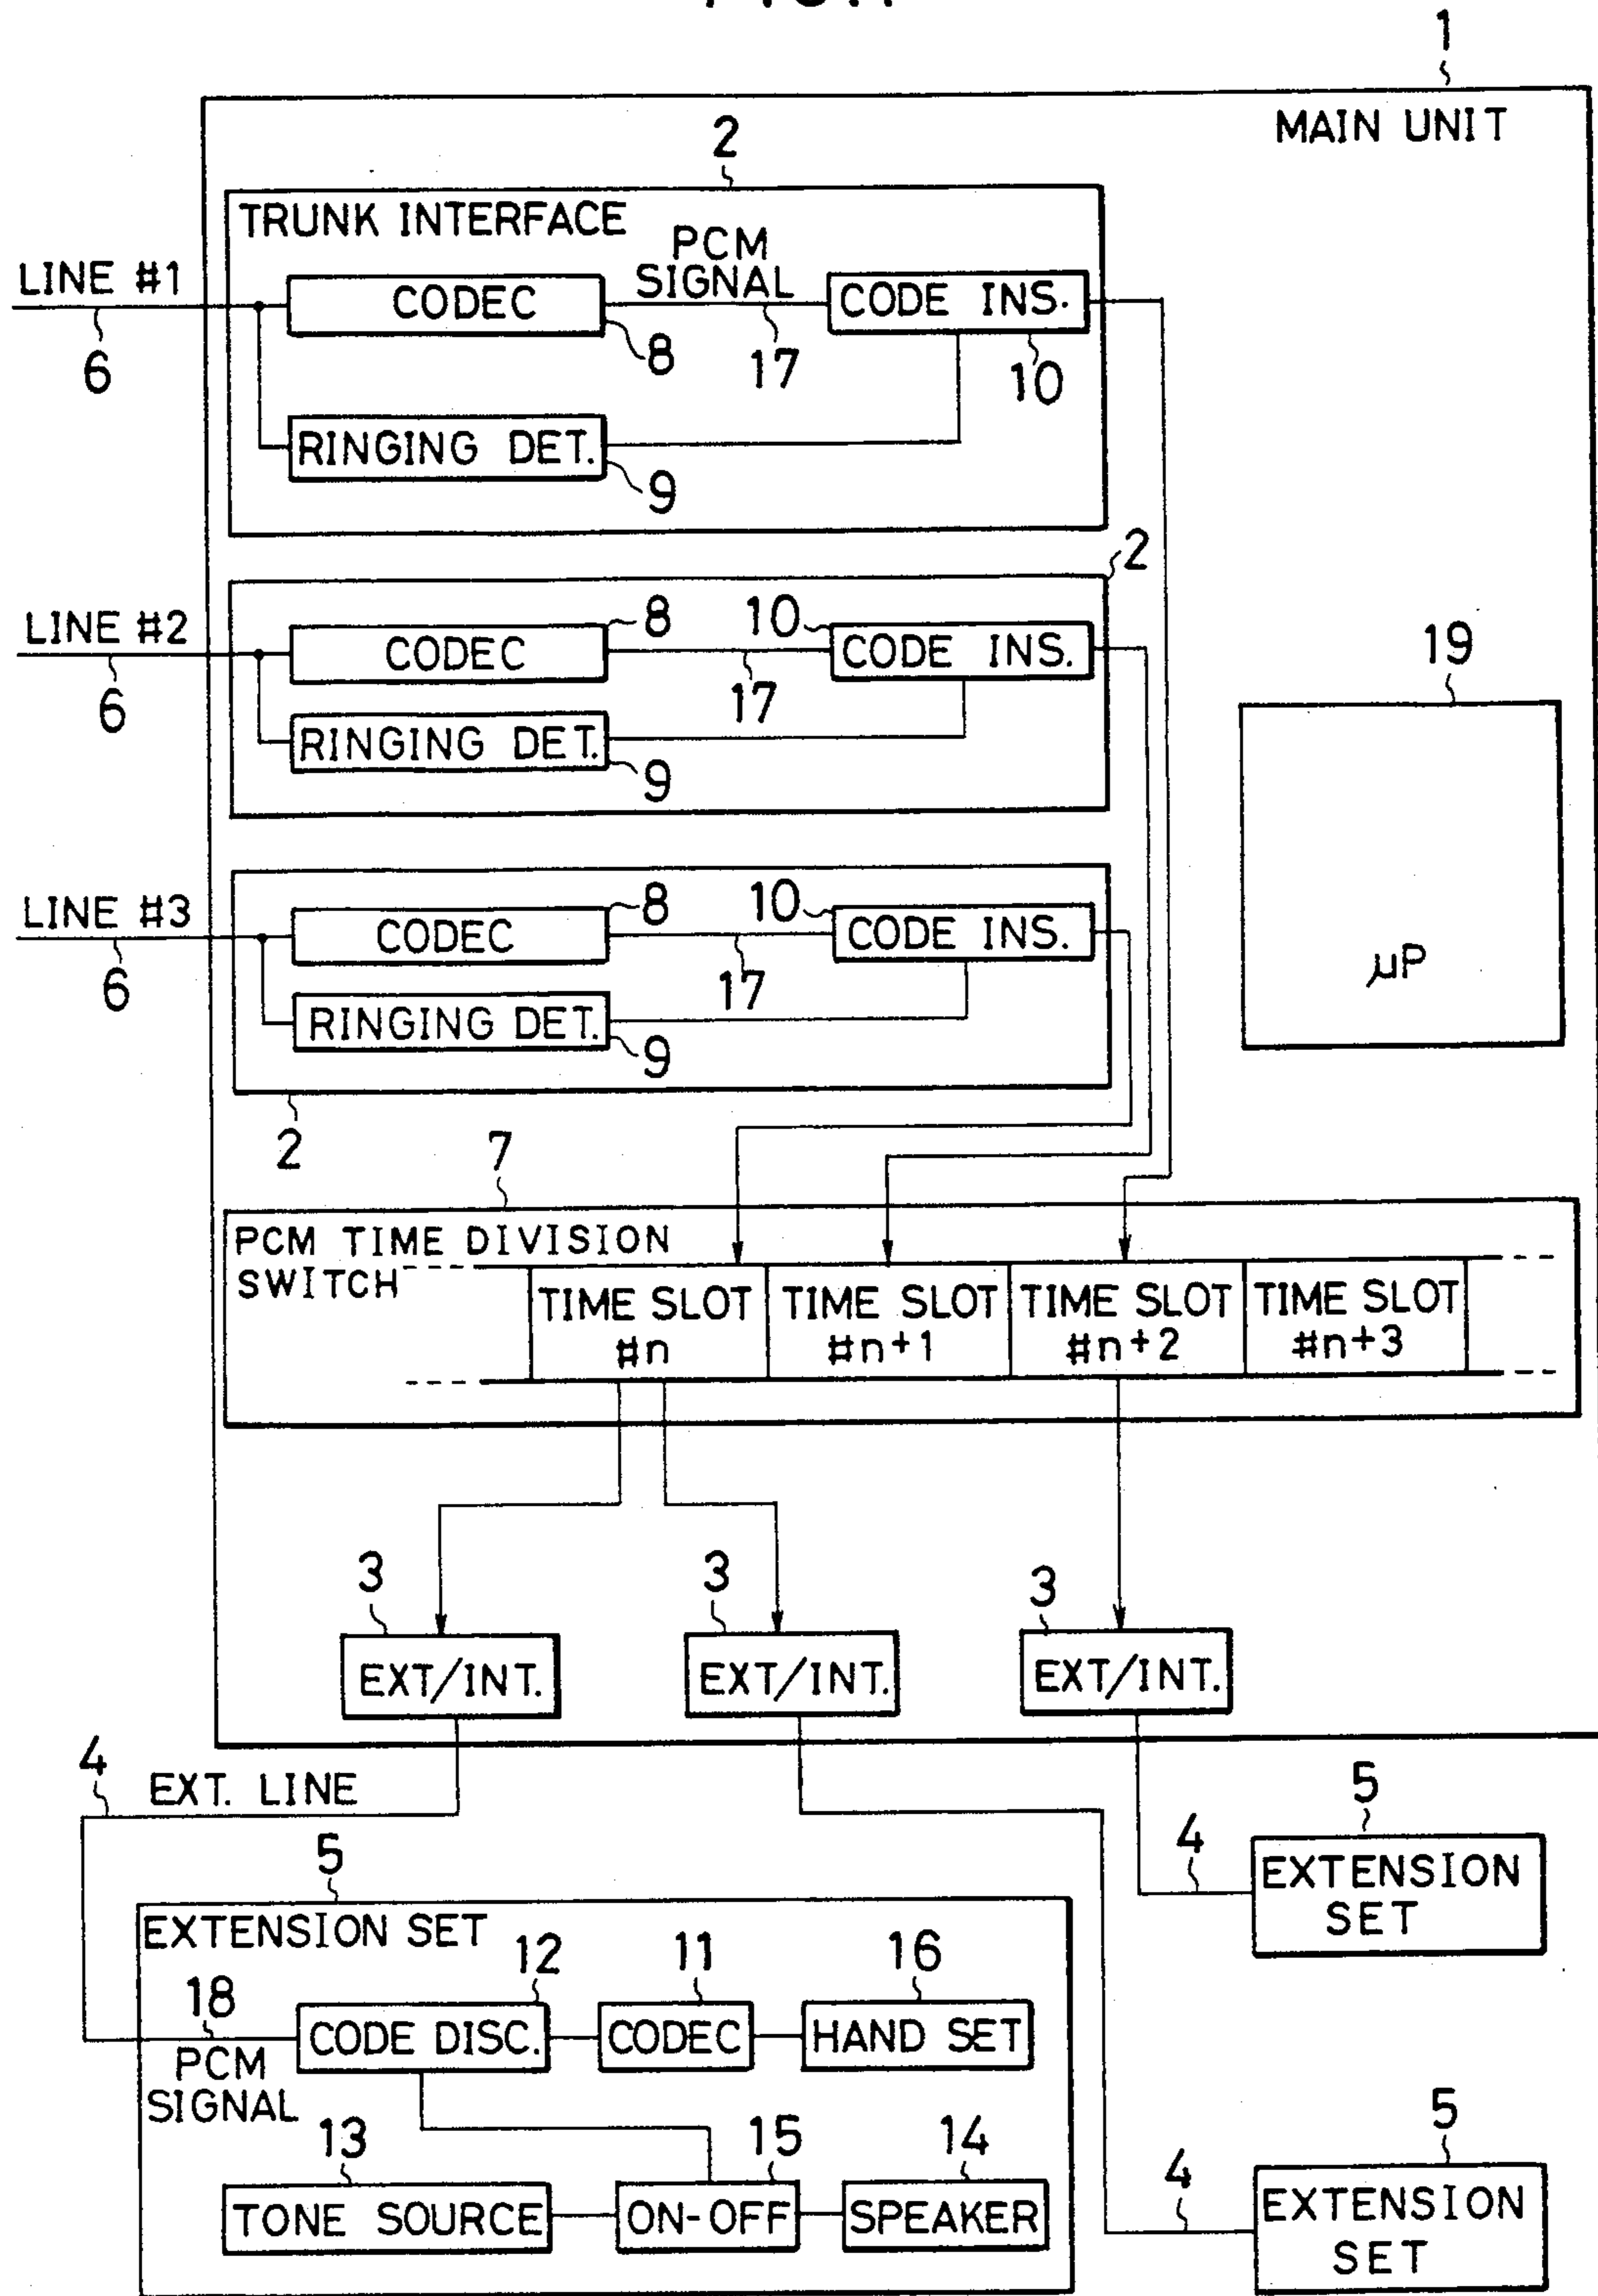 1
MAIN UNIT
2
TRUNK INTERFACE
PCM
SIGNAL
LINE #1
CODEC
CODE INS.
6
8
17
10
RINGING DET.
9
2
LINE #2
8
10
CODEC
CODE INS.
6
17
RINGING DET.
9
19
μP
LINE #3
8
10
CODEC
CODE INS.
6
17
RINGING DET.
9
2
7
PCM TIME DIVISION
SWITCH
TIME SLOT
#n
TIME SLOT
#n+1
TIME SLOT
#n+2
TIME SLOT
#n+3
3
3
3
EXT/INT.
EXT/INT.
EXT/INT.
4
EXT. LINE
5
EXTENSION SET
18
PCM
SIGNAL
12
11
16
CODE DISC.
CODEC
HAND SET
13
15
14
TONE SOURCE
ON-OFF
SPEAKER
5
4
EXTENSION
SET
5
4
EXTENSION
SET